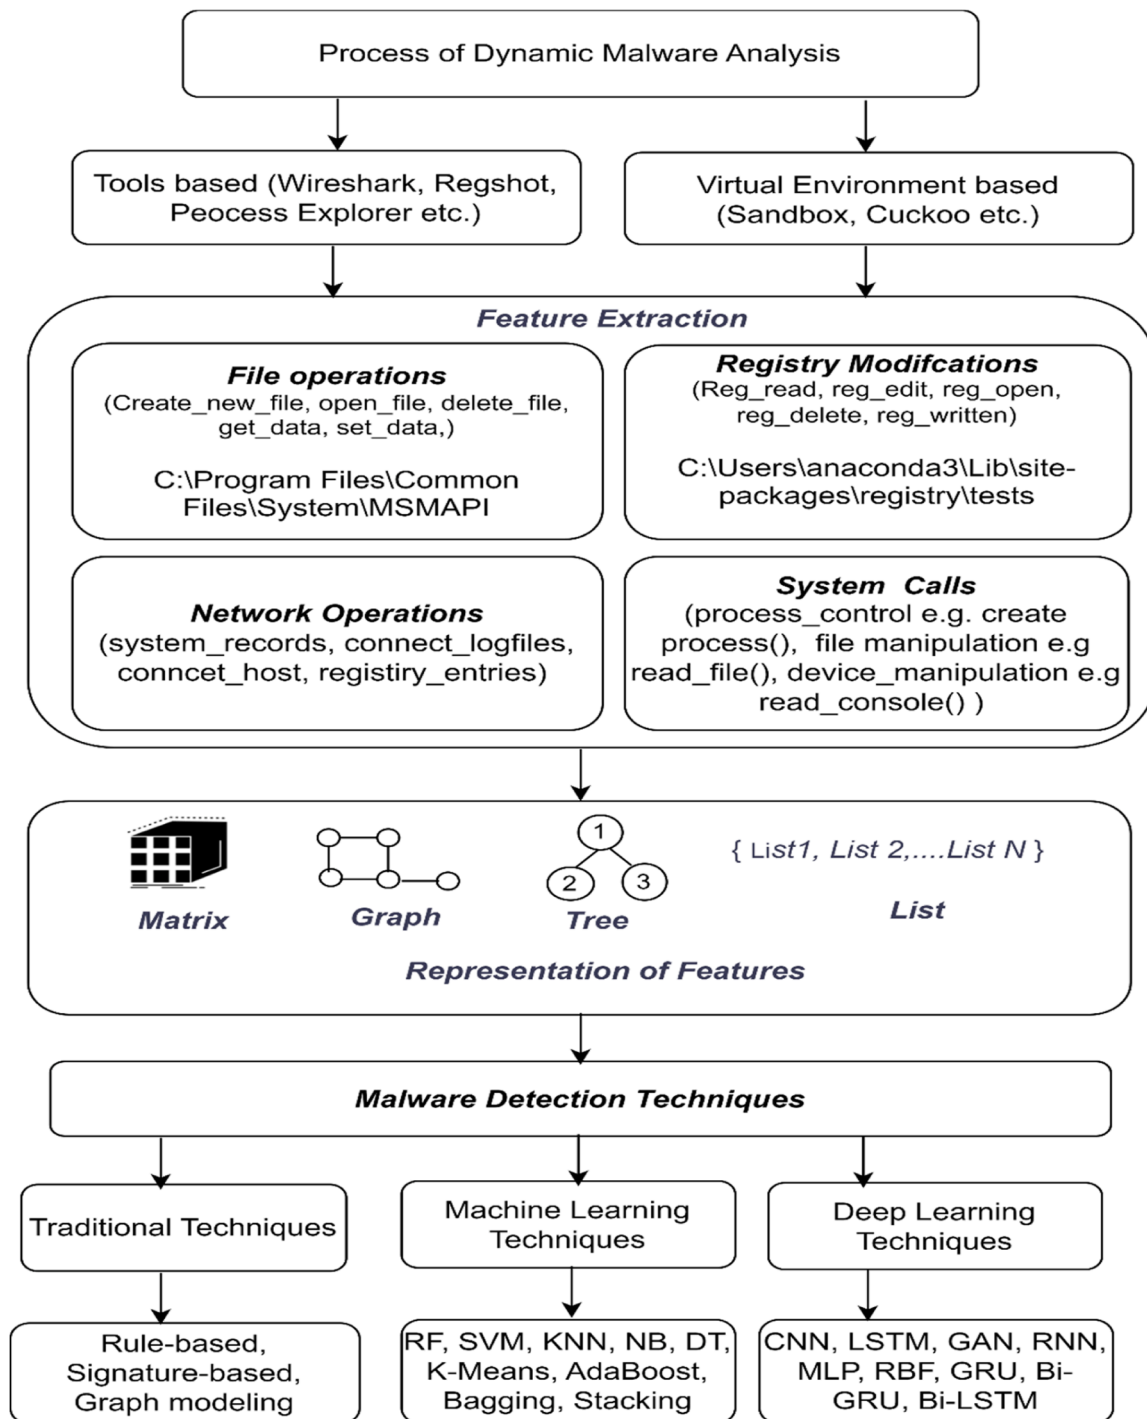 Process of Dynamic Malware Analysis
Tools based (Wireshark, Regshot,
Peocess Explorer etc.)
Virtual Environment based
(Sandbox, Cuckoo etc.)
Feature Extraction
File operations
(Create_new_file, open_file, delete_file,
get_data, set_data,)
C:\Program Files\Common
Files\System\MSMAPI
Registry Modifcations
(Reg_read, reg_edit, reg_open,
reg_delete, reg_written)
C:\Users\anaconda3\Lib\site-
packages\registry\tests
Network Operations
(system_records, connect_logfiles,
conncet_host, registiry_entries)
System Calls
(process_control e.g. create
process(), file manipulation e.g
read_file(), device_manipulation e.g
read_console() )
1
2
3
{ List1, List 2,....List N }
Matrix
Graph
Tree
List
Representation of Features
Malware Detection Techniques
Traditional Techniques
Machine Learning
Techniques
Deep Learning
Techniques
Rule-based,
Signature-based,
Graph modeling
RF, SVM, KNN, NB, DT,
K-Means, AdaBoost,
Bagging, Stacking
CNN, LSTM, GAN, RNN,
MLP, RBF, GRU, Bi-
GRU, Bi-LSTM